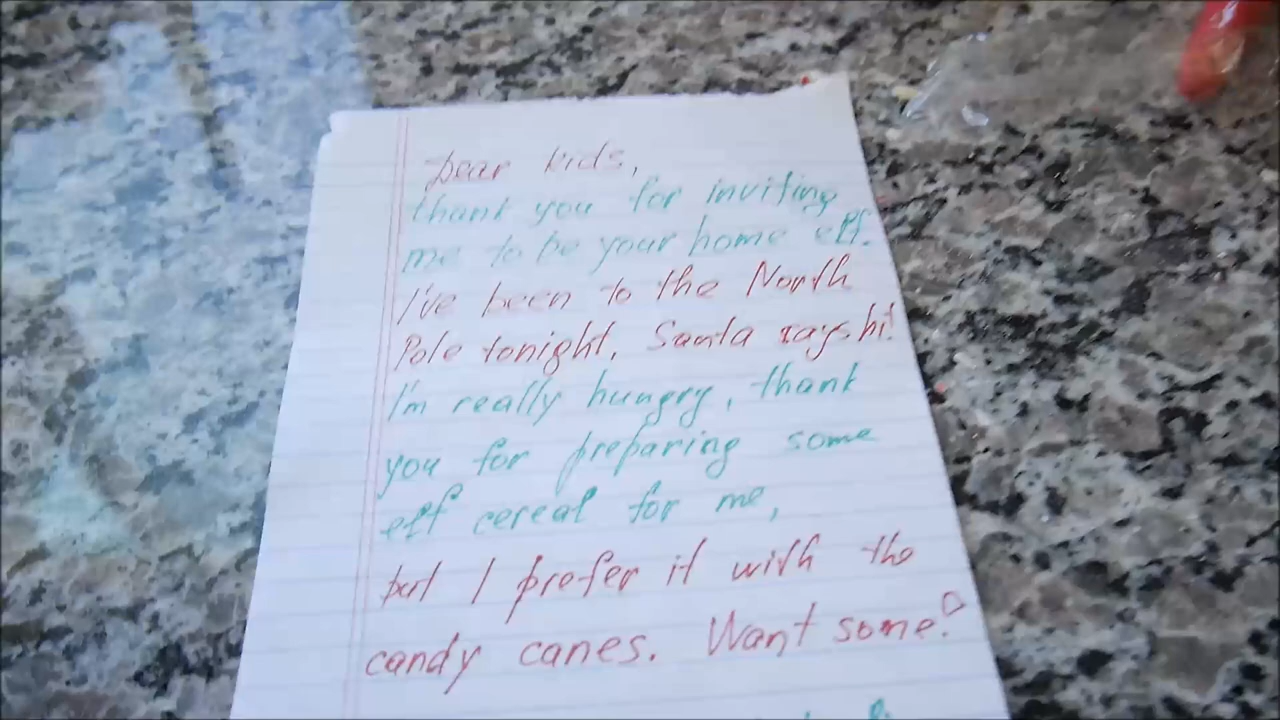 Dear kids,
thank you for inviting
me to be your home elf.
I've been to the North
Pole tonight, Santa says hi!
I'm really hungry, thank
you for preparing some
elf cereal for me,
but I prefer it with the
candy canes. Want some?